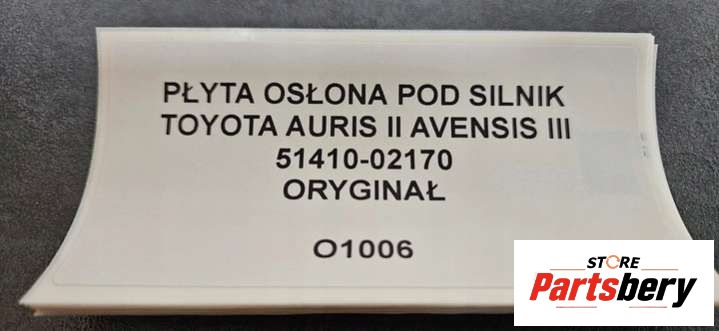 PŁYTA OSŁONA POD SILNIK
TOYOTA AURIS II AVENSIS III
51410-02170
ORYGINAŁ
O1006
STORE
Partsbery